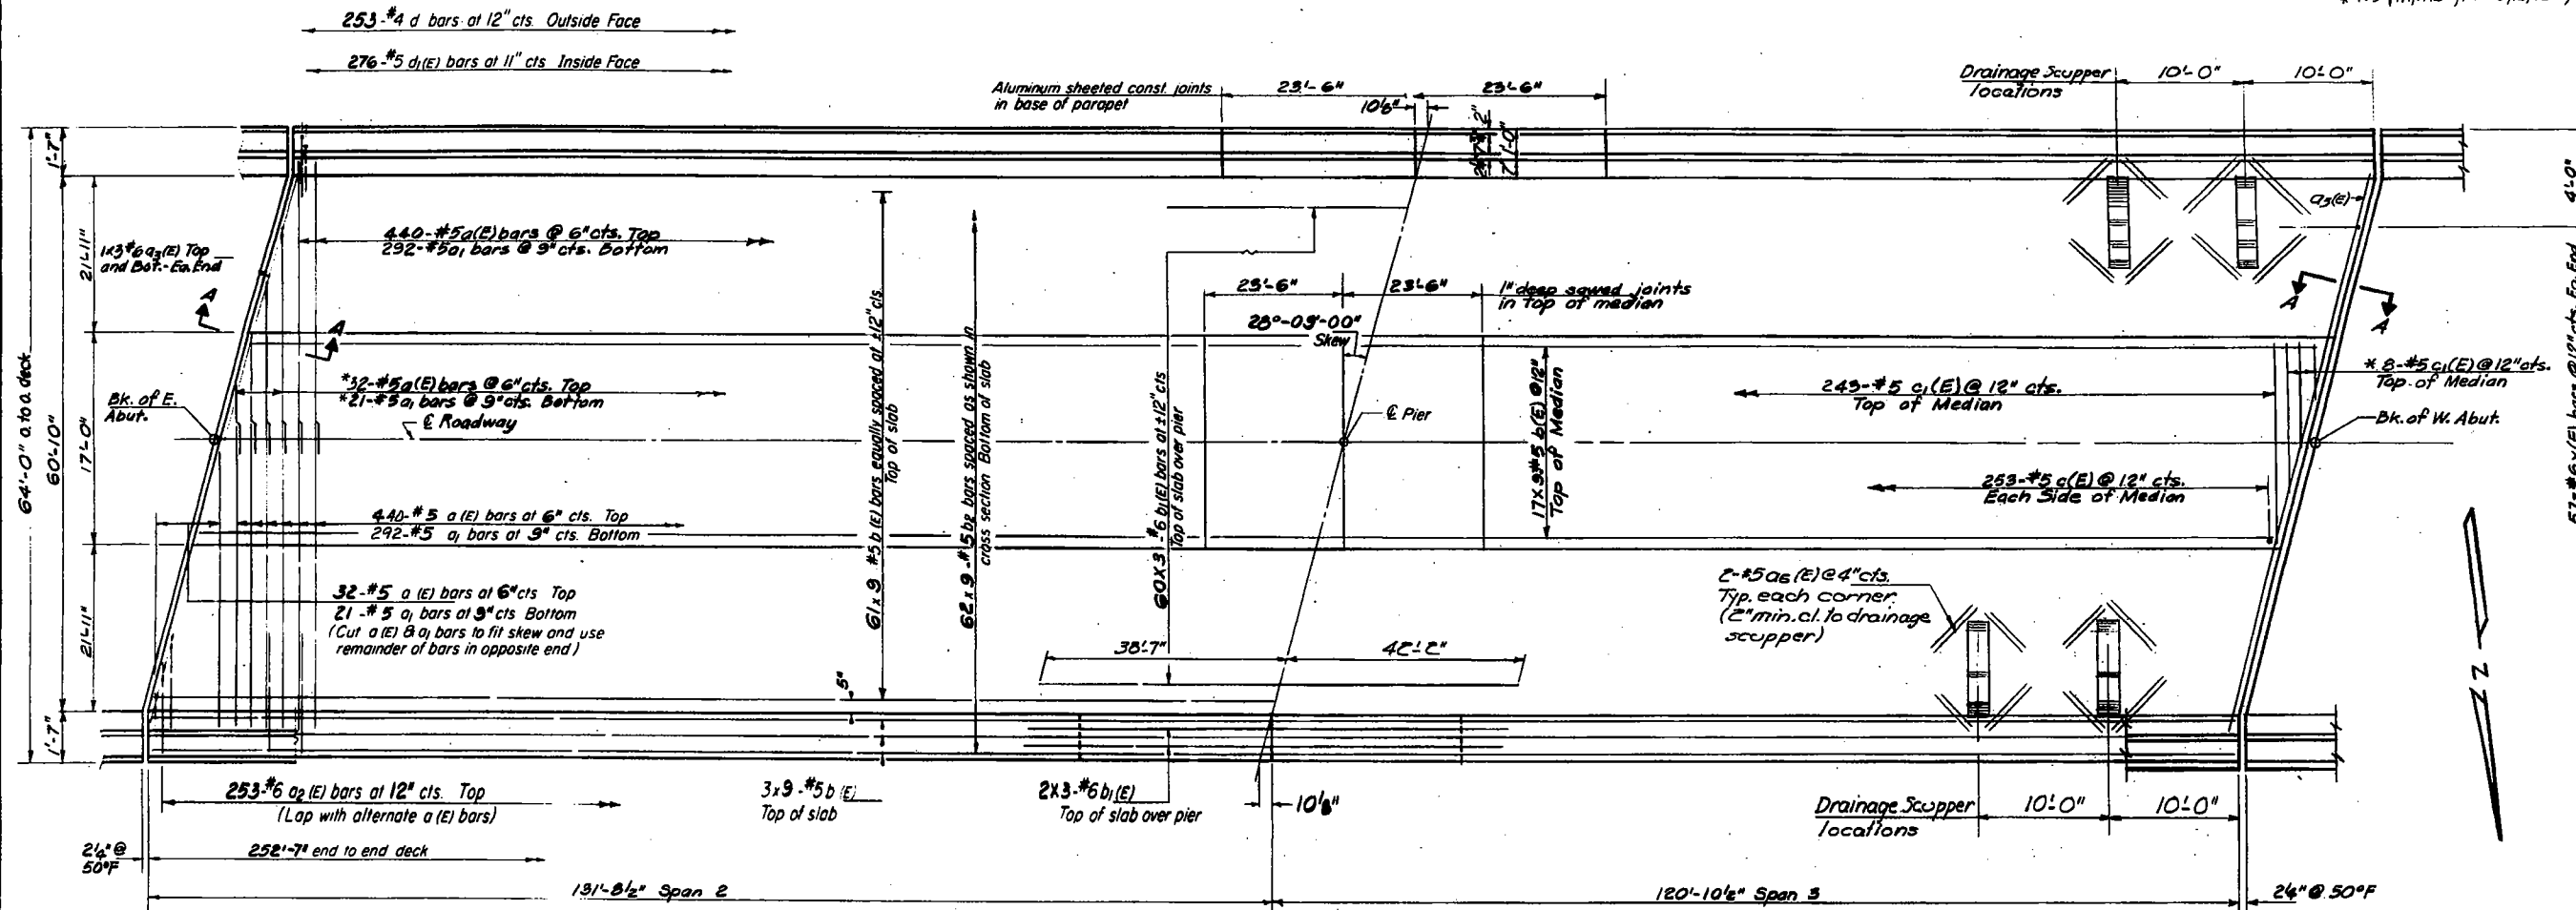 253-#4 d bars at 12" cts. Outside Face
276-#5 d₁(E) bars at 11" cts Inside Face
Aluminum sheeted const. joints
in base of parapet
23'-6"
23'-6"
10⅛"
2"
1'-0"
Drainage Scupper
locations
10'-0"
10'-0"
1'-7"
21'-11"
17'-0"
21'-11"
1'-7"
60'-10"
64'-0" o. to o. deck
1x3 #6 a₃(E) Top
and Bot.-Ea. End
A
A
440-#5 a(E) bars @ 6" cts. Top
292-#5 a₁ bars @ 9" cts. Bottom
*32-#5 a(E) bars @ 6" cts. Top
*21-#5 a₁ bars @ 9" cts. Bottom
℄ Roadway
Bk. of E.
Abut.
440-#5 a (E) bars at 6" cts. Top
292-#5 a₁ bars at 9" cts. Bottom
32-#5 a (E) bars at 6" cts Top
21-#5 a₁ bars at 9" cts Bottom
(Cut a (E) & a₁ bars to fit skew and use
remainder of bars in opposite end)
61x9 #5 b (E) bars equally spaced at ±12" cts.
Top of slab
62x9-#5 b₂ bars spaced as shown in
cross section Bottom of slab
60X3-#6 b₁(E) bars at ±12" cts
Top of slab over pier
23'-6"
23'-6"
1" deep sawed joints
in top of median
28°-09'-00"
Skew
℄ Pier
17X9 #5 b(E) @ 12"
Top of Median
243-#5 c₁(E) @ 12" cts.
Top of Median
253-#5 c(E) @ 12" cts.
Each Side of Median
a₃(E)
A
A
* 8-#5 c₁(E) @ 12" cts.
Top of Median
Bk. of W. Abut.
4'-0"
2-#5 a₆ (E) @ 4" cts.
Typ. each corner
(2" min. cl. to drainage
scupper)
38'-7"
42'-2"
5"
253-#6 a₂ (E) bars at 12" cts. Top
(Lap with alternate a (E) bars)
3x9-#5 b (E)
Top of slab
2X3-#6 b₁(E)
Top of slab over pier
10⅛"
Drainage Scupper
locations
10'-0"
10'-0"
2¼" @
50°F
252'-7" end to end deck
131'-8½" Span 2
120'-10½" Span 3
2¼" @ 50°F
N